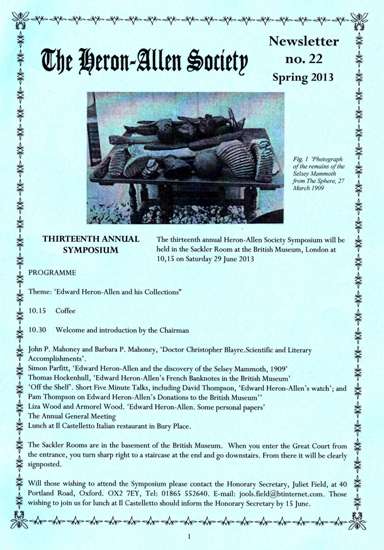 Newsletter
no. 22
Spring 2013
The Heron-Allen Society
Fig. 1 'Photograph
of the remains of the
Selsey Mammoth
from The Sphere, 27
March 1909
THIRTEENTH ANNUAL
SYMPOSIUM
The thirteenth annual Heron-Allen Society Symposium will be
held in the Sackler Room at the British Museum, London at
10,15 on Saturday 29 June 2013
PROGRAMME
Theme: 'Edward Heron-Allen and his Collections"
10.15 Coffee
10.30 Welcome and introduction by the Chairman
John P. Mahoney and Barbara P. Mahoney, 'Doctor Christopher Blayre.Scientific and Literary
Accomplishments'.
Simon Parfitt, 'Edward Heron-Allen and the discovery of the Selsey Mammoth, 1909'
Thomas Hockenhull, 'Edward Heron-Allen's French Banknotes in the British Museum'
'Off the Shelf'. Short Five Minute Talks, including David Thompson, 'Edward Heron-Allen's watch'; and
Pam Thompson on Edward Heron-Allen's Donations to the British Museum''
Liza Wood and Armorel Wood. 'Edward Heron-Allen. Some personal papers'
The Annual General Meeting
Lunch at Il Castelletto Italian restaurant in Bury Place.
The Sackler Rooms are in the basement of the British Museum. When you enter the Great Court from
the entrance, you turn sharp right to a staircase at the end and go downstairs. From there it will be clearly
signposted.
Will those wishing to attend the Symposium please contact the Honorary Secretary, Juliet Field, at 40
Portland Road, Oxford. OX2 7EY, Tel: 01865 552640. E-mail: jools.field@btinternet.com. Those
wishing to join us for lunch at Il Castelletto should inform the Honorary Secretary by 15 June.
1